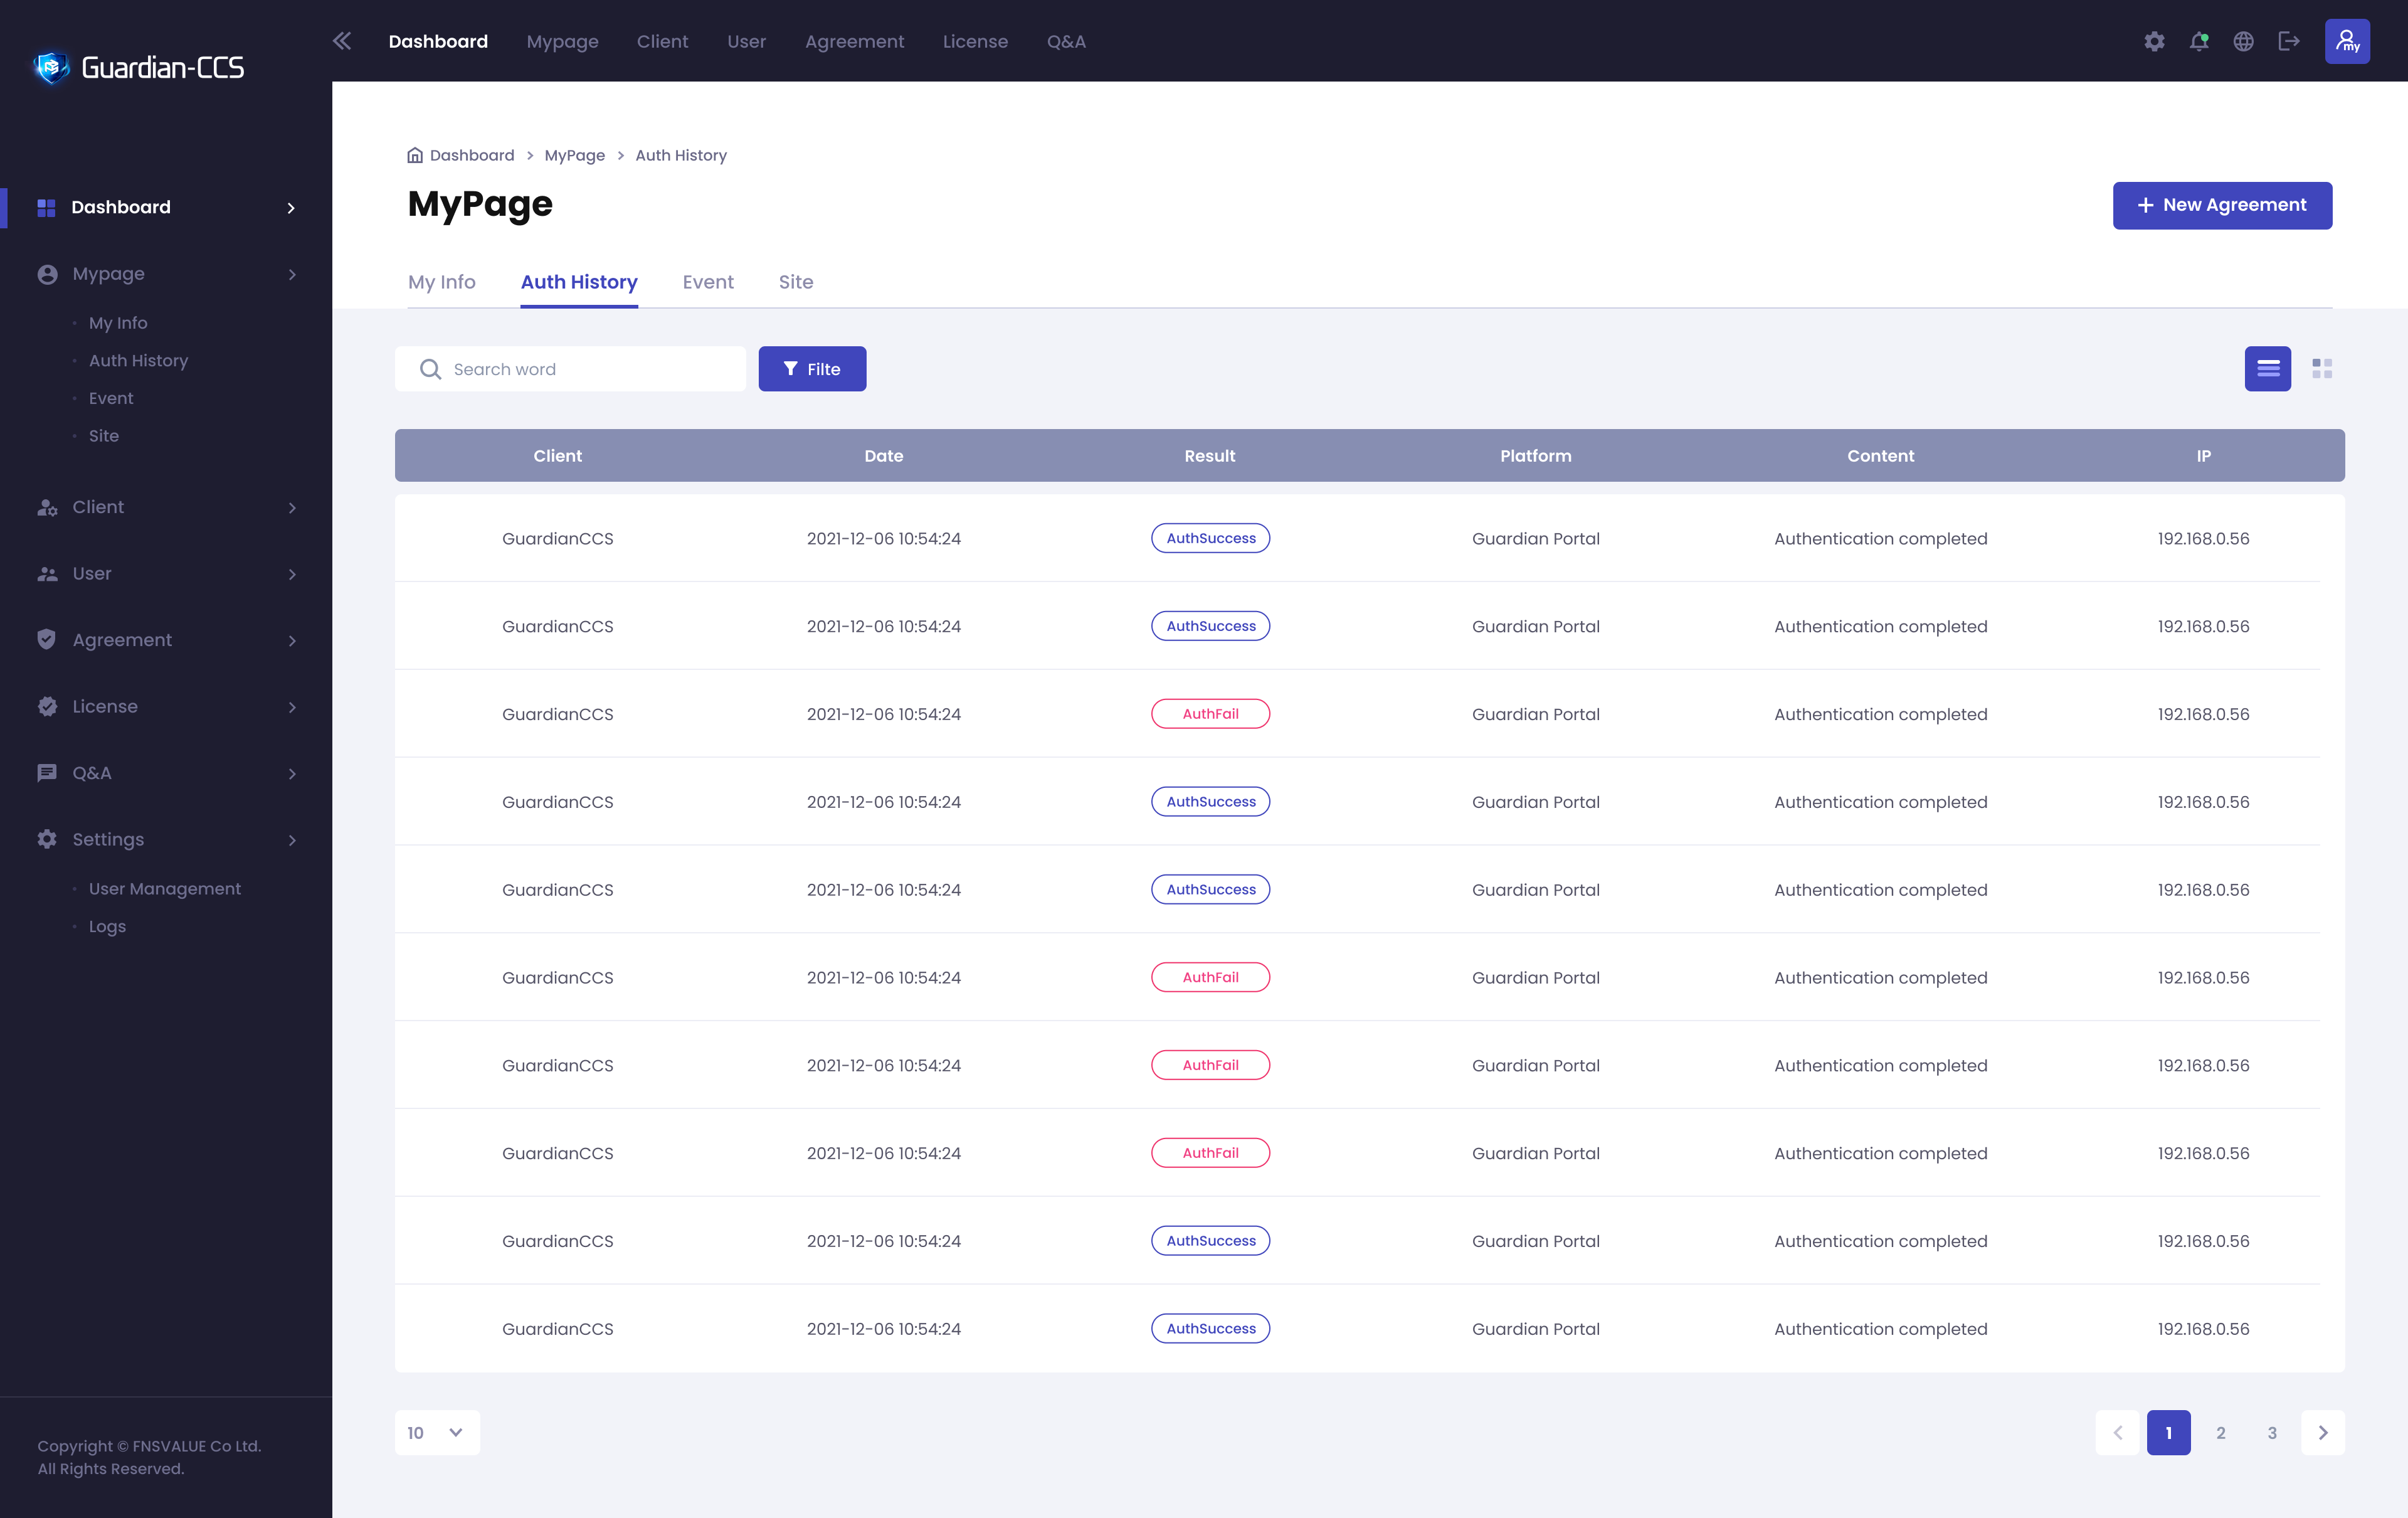 Guardian-CCS
Dashboard Mypage Client User Agreement License Q&A
my
Dashboard
Mypage
My Info
Auth History
Event
Site
Client
User
Agreement
License
Q&A
Settings
User Management
Logs
Copyright © FNSVALUE Co Ltd.
All Rights Reserved.
Dashboard > MyPage > Auth History
MyPage
+ New Agreement
My Info Auth History Event Site
Search word
Filte
Client Date Result Platform Content IP
GuardianCCS 2021-12-06 10:54:24 AuthSuccess Guardian Portal Authentication completed 192.168.0.56
GuardianCCS 2021-12-06 10:54:24 AuthSuccess Guardian Portal Authentication completed 192.168.0.56
GuardianCCS 2021-12-06 10:54:24 AuthFail Guardian Portal Authentication completed 192.168.0.56
GuardianCCS 2021-12-06 10:54:24 AuthSuccess Guardian Portal Authentication completed 192.168.0.56
GuardianCCS 2021-12-06 10:54:24 AuthSuccess Guardian Portal Authentication completed 192.168.0.56
GuardianCCS 2021-12-06 10:54:24 AuthFail Guardian Portal Authentication completed 192.168.0.56
GuardianCCS 2021-12-06 10:54:24 AuthFail Guardian Portal Authentication completed 192.168.0.56
GuardianCCS 2021-12-06 10:54:24 AuthFail Guardian Portal Authentication completed 192.168.0.56
GuardianCCS 2021-12-06 10:54:24 AuthSuccess Guardian Portal Authentication completed 192.168.0.56
GuardianCCS 2021-12-06 10:54:24 AuthSuccess Guardian Portal Authentication completed 192.168.0.56
10
1 2 3